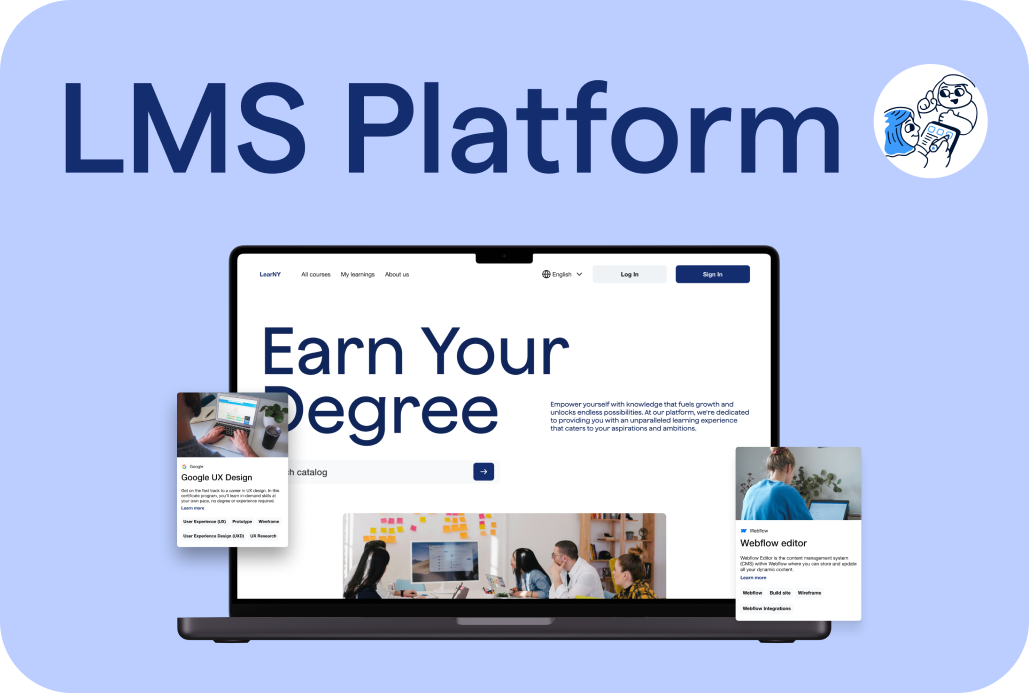 LMS Platform
LearNY
All courses
My learnings
About us
English
Log In
Sign In
Earn Your
Degree
Empower yourself with knowledge that fuels growth and
unlocks endless possibilities. At our platform, we're dedicated
to providing you with an unparalleled learning experience
that caters to your aspirations and ambitions.
ch catalog
Google
Google UX Design
Get on the fast track to a career in UX design. In this
certificate program, you'll learn in-demand skills at
your own pace, no degree or experience required.
Learn more
User Experience (UX) Prototype Wireframe
User Experience Design (UXD) UX Research
Webflow
Webflow editor
Webflow Editor is the content management system
(CMS) within Webflow where you can store and update
all your dynamic content.
Learn more
Webflow Build site Wireframe
Webflow Integrations